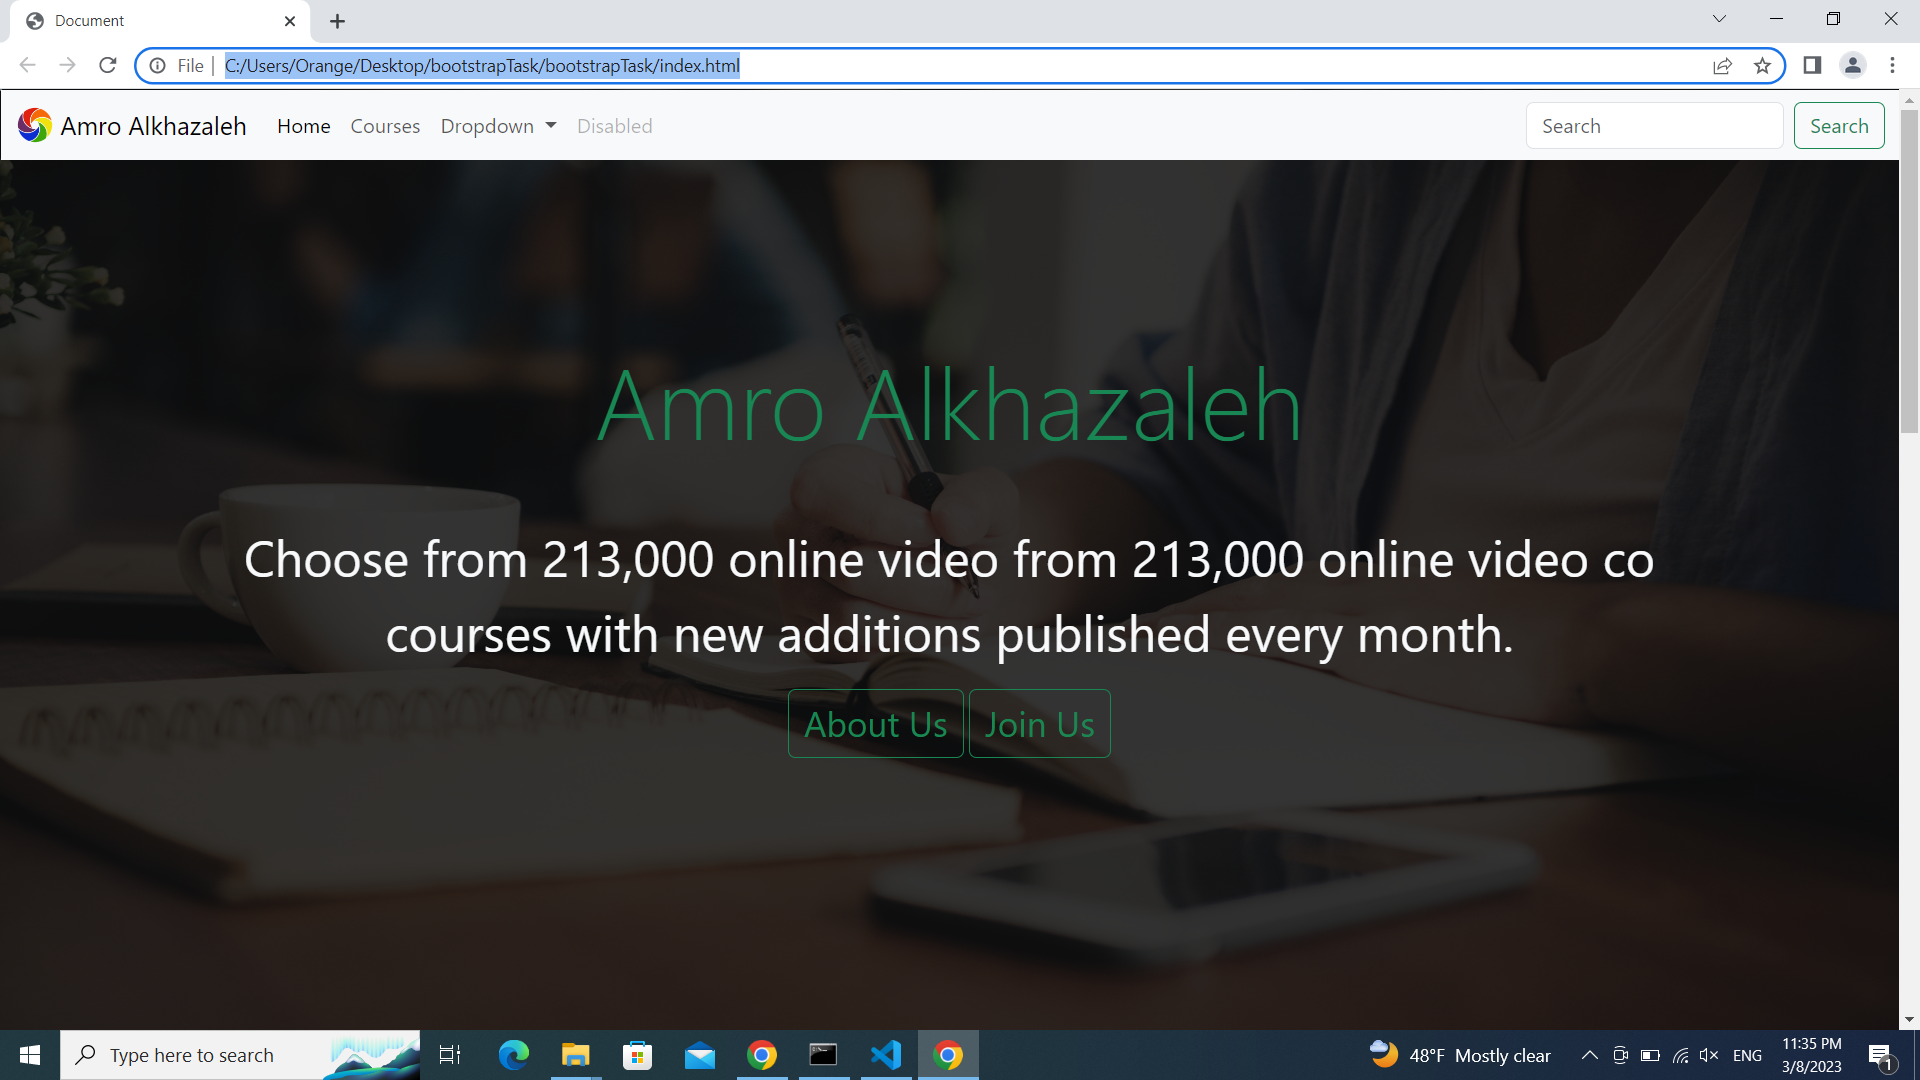 Document
File
C:/Users/Orange/Desktop/bootstrapTask/bootstrapTask/index.html
Amro Alkhazaleh Home Courses Dropdown Disabled Search Search
Amro Alkhazaleh
Choose from 213,000 online video from 213,000 online video co
courses with new additions published every month.
About Us Join Us
Type here to search
48°F Mostly clear
ENG
11:35 PM
3/8/2023
1